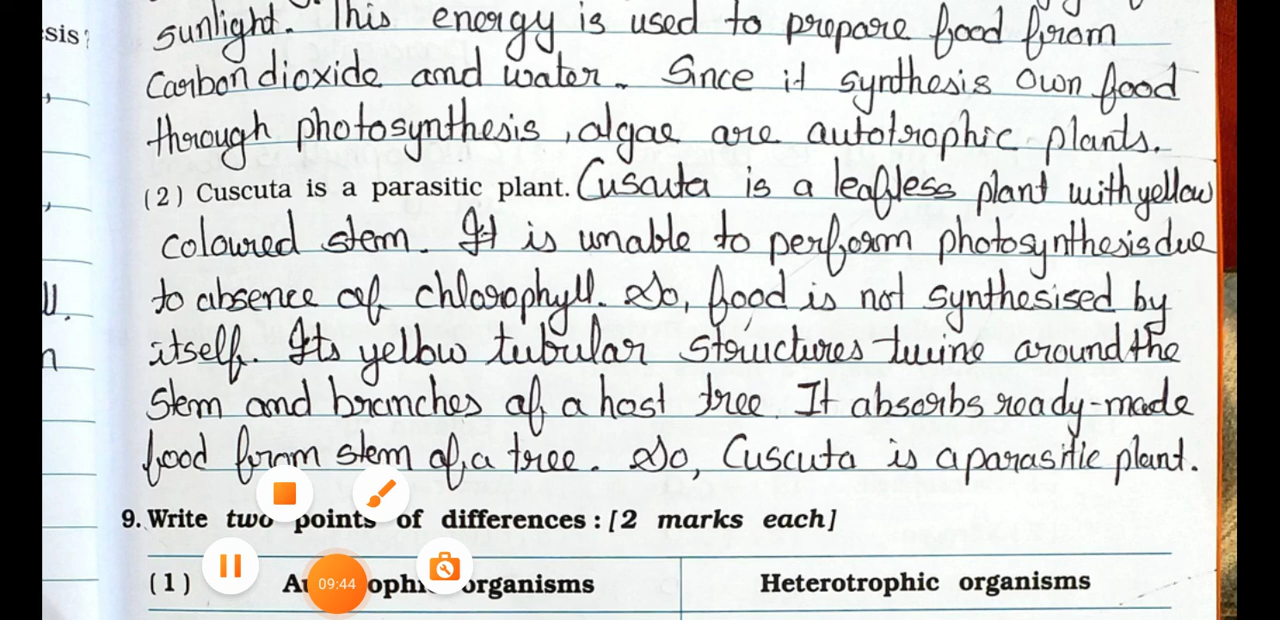 sis?
sunlight. This energy is used to prepare food from
Carbon dioxide and water. Since it synthesis own food
through photosynthesis, algae are autotrophic plants.
(2) Cuscuta is a parasitic plant. Cuscuta is a leafless plant with yellow
coloured stem. It is unable to perform photosynthesis due
to absence of chlorophyll. So, food is not synthesised by
itself. Its yellow tubular structures twine around the
stem and branches of a host tree. It absorbs ready-made
food from stem of a tree. So, Cuscuta is a parasitic plant.
9. Write two points of differences : [2 marks each]
(1) organisms Heterotrophic organisms
09:44